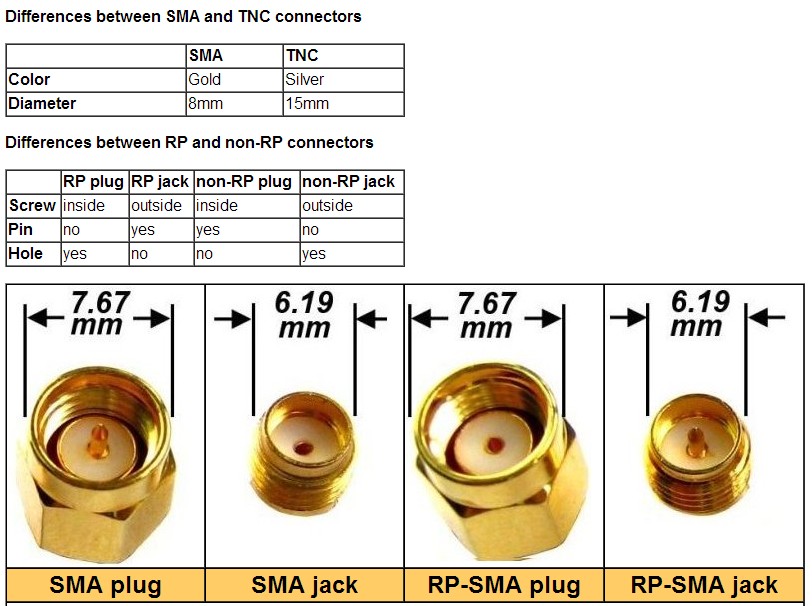 Differences between SMA and TNC connectors
SMA TNC
Color Gold Silver
Diameter 8mm 15mm
Differences between RP and non-RP connectors
RP plug RP jack non-RP plug non-RP jack
Screw inside outside inside outside
Pin no yes yes no
Hole yes no no yes
7.67 6.19 7.67 6.19
mm mm mm mm
SMA plug SMA jack RP-SMA plug RP-SMA jack